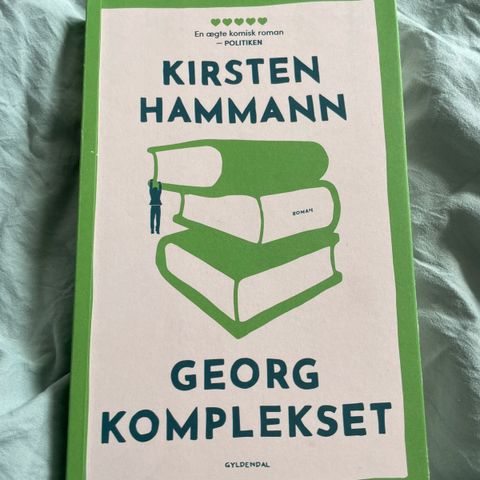 En ægte komisk roman
— POLITIKEN
KIRSTEN
HAMMANN
ROMAN
GEORG
KOMPLEKSET
GYLDENDAL